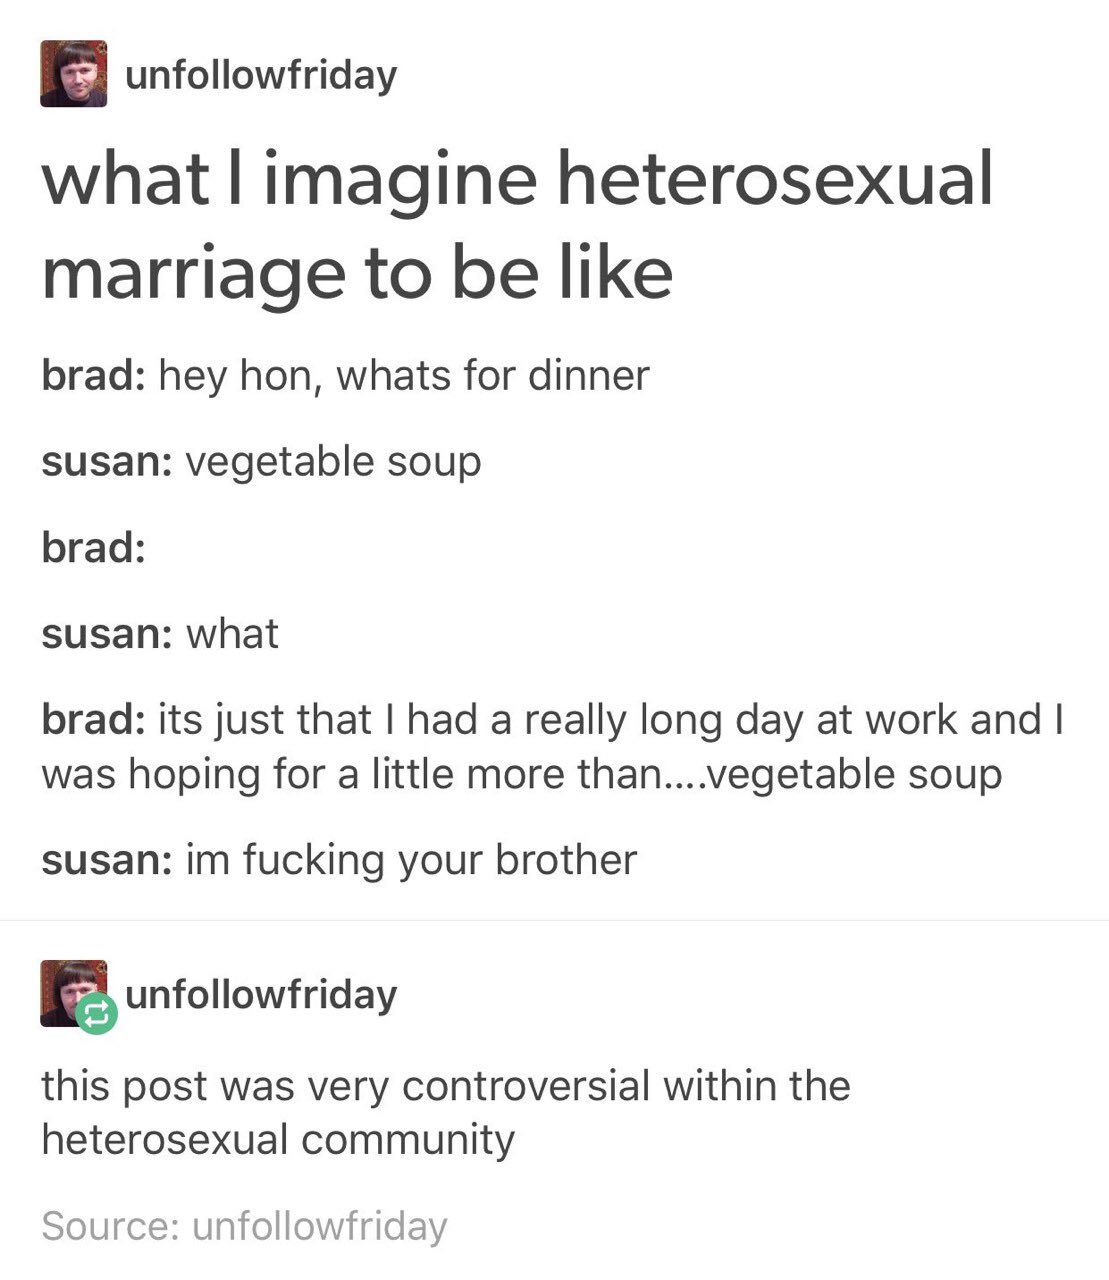 unfollowfriday
what I imagine heterosexual
marriage to be like
brad: hey hon, whats for dinner
susan: vegetable soup
brad:
susan: what
brad: its just that I had a really long day at work and I
was hoping for a little more than....vegetable soup
susan: im fucking your brother
unfollowfriday
this post was very controversial within the
heterosexual community
Source: unfollowfriday